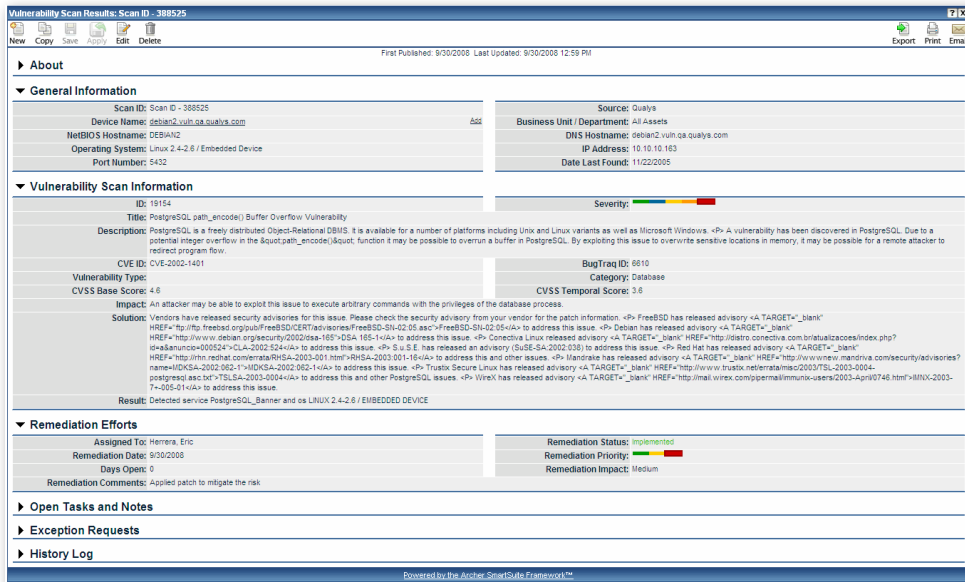 Vulnerability Scan Results: Scan ID - 388525
New Copy Save Apply Edit Delete Export Print Emai
First Published: 9/30/2008 Last Updated: 9/30/2008 12:59 PM
About
General Information
Scan ID: Scan ID - 388525 Source: Qualys
Device Name: debian2.vuln.qa.qualys.com Add Business Unit / Department: All Assets
NetBIOS Hostname: DEBIAN2 DNS Hostname: debian2.vuln.qa.qualys.com
Operating System: Linux 2.4-2.6 / Embedded Device IP Address: 10.10.10.163
Port Number: 5432 Date Last Found: 11/22/2005
Vulnerability Scan Information
ID: 19154 Severity:
Title: PostgreSQL path_encode() Buffer Overflow Vulnerability
Description: PostgreSQL is a freely distributed Object-Relational DBMS. It is available for a number of platforms including Unix and Linux variants as well as Microsoft Windows. <P> A vulnerability has been discovered in PostgreSQL. Due to a
potential integer overflow in the &quot;path_encode()&quot; function it may be possible to overrun a buffer in PostgreSQL. By exploiting this issue to overwrite sensitive locations in memory, it may be possible for a remote attacker to
redirect program flow.
CVE ID: CVE-2002-1401 BugTraq ID: 6610
Vulnerability Type: Category: Database
CVSS Base Score: 4.6 CVSS Temporal Score: 3.6
Impact: An attacker may be able to exploit this issue to execute arbitrary commands with the privileges of the database process.
Solution: Vendors have released security advisories for this issue. Please check the security advisory from your vendor for the patch information. <P> FreeBSD has released advisory <A TARGET="_blank"
HREF="ftp://ftp.freebsd.org/pub/FreeBSD/CERT/advisories/FreeBSD-SN-02:05.asc">FreeBSD-SN-02:05</A> to address this issue. <P> Debian has released advisory <A TARGET="_blank"
HREF="http://www.debian.org/security/2002/dsa-165">DSA 165-1</A> to address this issue. <P> Conectiva Linux released advisory <A TARGET="_blank" HREF="http://distro.conectiva.com.br/atualizacoes/index.php?
id=a&anuncio=000524">CLA-2002:524</A> to address this issue. <P> S.u.S.E. has released an advisory (SuSE-SA:2002:038) to address this issue. <P> Red Hat has released advisory <A TARGET="_blank"
HREF="http://rhn.redhat.com/errata/RHSA-2003-001.html">RHSA-2003:001-16</A> to address this and other issues. <P> Mandrake has released advisory <A TARGET="_blank" HREF="http://wwwnew.mandriva.com/security/advisories?
name=MDKSA-2002:062-1">MDKSA-2002:062-1</A> to address this issue. <P> Trustix Secure Linux has released advisory <A TARGET="_blank" HREF="http://www.trustix.net/errata/misc/2003/TSL-2003-0004-
postgresql.asc.txt">TSLSA-2003-0004</A> to address this and other PostgreSQL issues. <P> WireX has released advisory <A TARGET="_blank" HREF="http://mail.wirex.com/pipermail/immunix-users/2003-April/0746.html">IMNX-2003-
7+-005-01</A> to address this issue.
Result: Detected service PostgreSQL_Banner and os LINUX 2.4-2.6 / EMBEDDED DEVICE
Remediation Efforts
Assigned To: Herrera, Eric Remediation Status: Implemented
Remediation Date: 9/30/2008 Remediation Priority:
Days Open: 0 Remediation Impact: Medium
Remediation Comments: Applied patch to mitigate the risk
Open Tasks and Notes
Exception Requests
History Log
Powered by the Archer SmartSuite Framework™